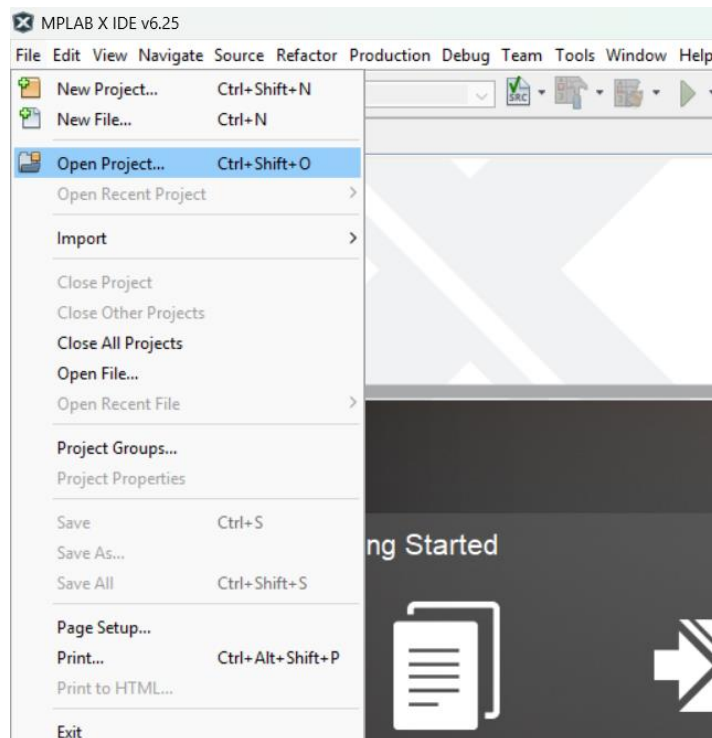 MPLAB X IDE v6.25
File Edit View Navigate Source Refactor Production Debug Team Tools Window Help
New Project... Ctrl+Shift+N
New File... Ctrl+N
SRC
Open Project... Ctrl+Shift+O
Open Recent Project
Import
Close Project
Close Other Projects
Close All Projects
Open File...
Open Recent File
Project Groups...
Project Properties
Save Ctrl+S
Save As...
Save All Ctrl+Shift+S
ng Started
Page Setup...
Print... Ctrl+Alt+Shift+P
Print to HTML...
Exit